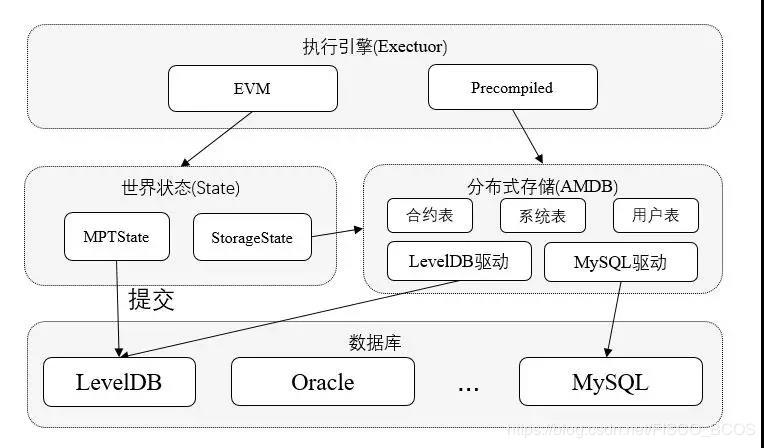 执行引擎(Exectuor)
EVM
Precompiled
世界状态(State)
MPTState
StorageState
分布式存储(AMDB)
合约表
系统表
用户表
LevelDB驱动
MySQL驱动
提交
数据库
LevelDB
Oracle
...
MySQL
https://blog.csdn.net/FISCO_BCOS